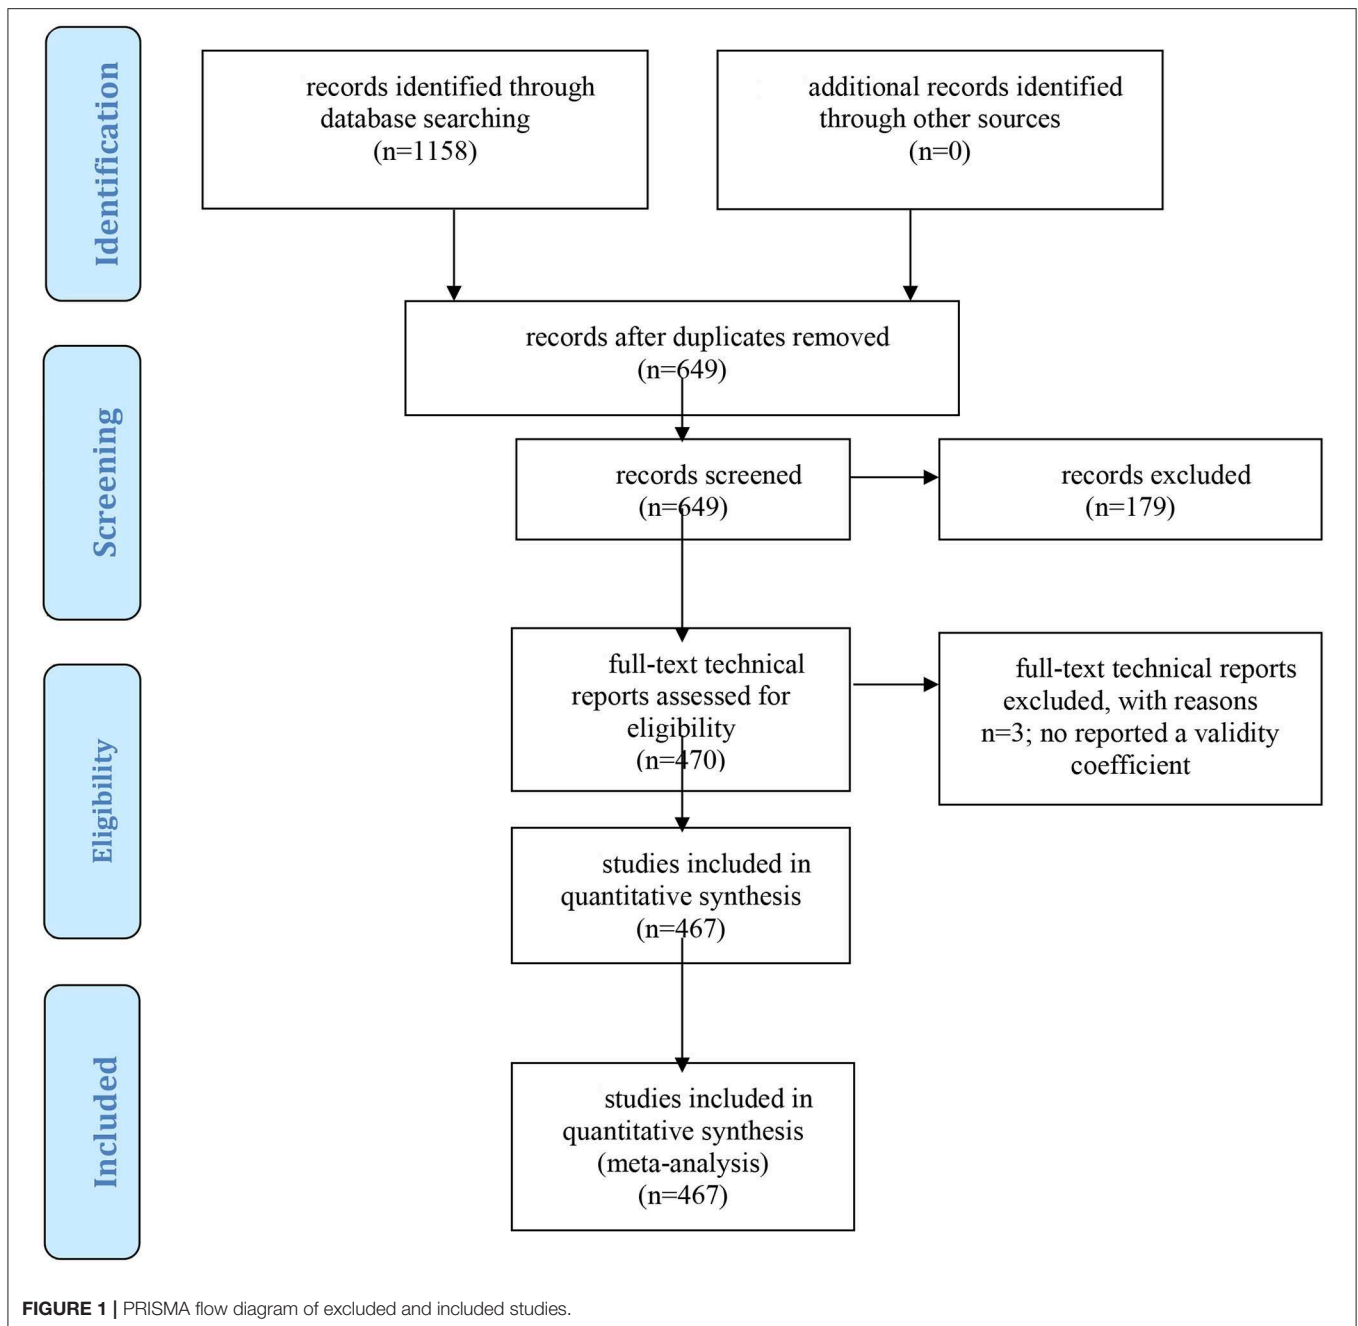 Identification
records identified through
database searching
(n=1158)
additional records identified
through other sources
(n=0)
records after duplicates removed
(n=649)
Screening
records screened
(n=649)
records excluded
(n=179)
Eligibility
full-text technical
reports assessed for
eligibility
(n=470)
full-text technical reports
excluded, with reasons
n=3; no reported a validity
coefficient
studies included in
quantitative synthesis
(n=467)
Included
studies included in
quantitative synthesis
(meta-analysis)
(n=467)
FIGURE 1 | PRISMA flow diagram of excluded and included studies.